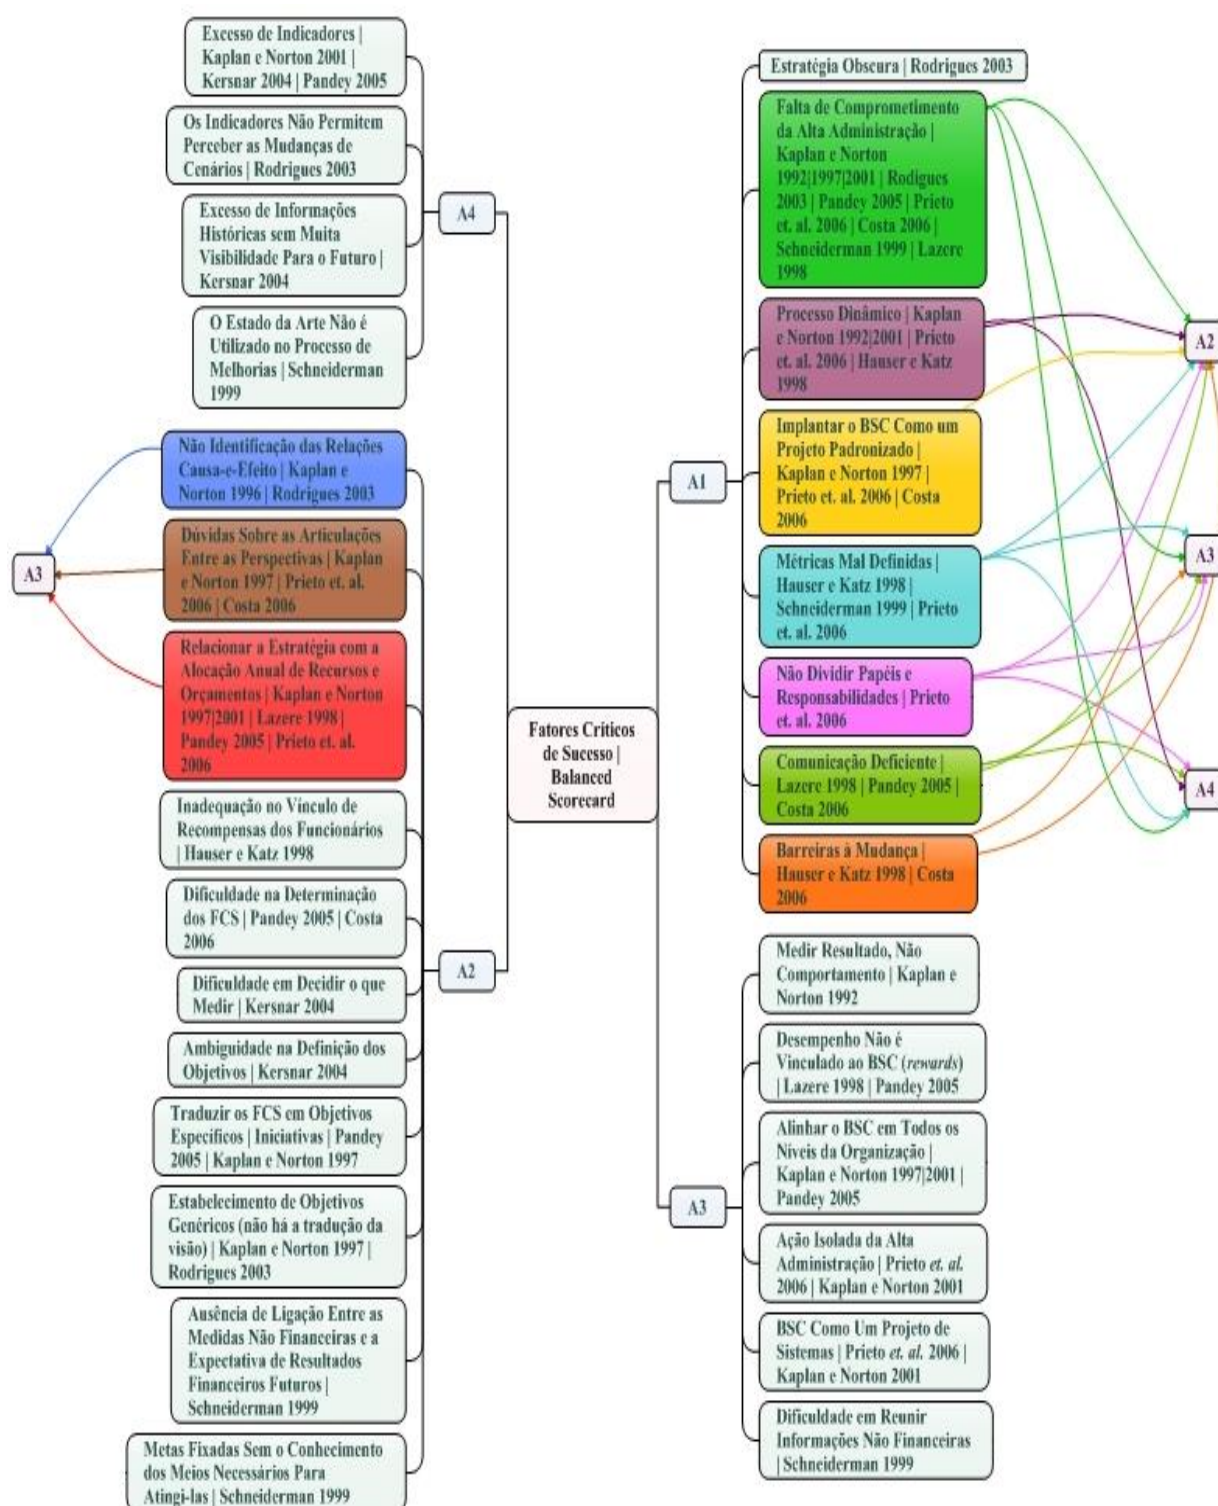 Excesso de Indicadores |
Kaplan e Norton 2001 |
Kersnar 2004 | Pandey 2005
Os Indicadores Não Permitem
Perceber as Mudanças de
Cenários | Rodrigues 2003
Excesso de Informações
Históricas sem Muita
Visibilidade Para o Futuro |
Kersnar 2004
O Estado da Arte Não é
Utilizado no Processo de
Melhorias | Schneiderman
1999
A4
Não Identificação das Relações
Causa-e-Efeito | Kaplan e
Norton 1996 | Rodrigues 2003
Dúvidas Sobre as Articulações
Entre as Perspectivas | Kaplan
e Norton 1997 | Prieto et. al.
2006 | Costa 2006
Relacionar a Estratégia com a
Alocação Anual de Recursos e
Orçamentos | Kaplan e Norton
1997|2001 | Lazere 1998 |
Pandey 2005 | Prieto et. al.
2006
A3
Inadequação no Vínculo de
Recompensas dos Funcionários
| Hauser e Katz 1998
Dificuldade na Determinação
dos FCS | Pandey 2005 | Costa
2006
Dificuldade em Decidir o que
Medir | Kersnar 2004
Ambiguidade na Definição dos
Objetivos | Kersnar 2004
Traduzir os FCS em Objetivos
Específicos | Iniciativas | Pandey
2005 | Kaplan e Norton 1997
Estabelecimento de Objetivos
Genéricos (não há a tradução da
visão) | Kaplan e Norton 1997 |
Rodrigues 2003
Ausência de Ligação Entre as
Medidas Não Financeiras e a
Expectativa de Resultados
Financeiros Futuros |
Schneiderman 1999
Metas Fixadas Sem o Conhecimento
dos Meios Necessários Para
Atingi-las | Schneiderman 1999
A2
Fatores Críticos
de Sucesso |
Balanced
Scorecard
A1
Estratégia Obscura | Rodrigues 2003
Falta de Comprometimento
da Alta Administração |
Kaplan e Norton
1992|1997|2001 | Rodigues
2003 | Pandey 2005 | Prieto
et. al. 2006 | Costa 2006 |
Schneiderman 1999 | Lazere
1998
Processo Dinâmico | Kaplan
e Norton 1992|2001 | Prieto
et. al. 2006 | Hauser e Katz
1998
Implantar o BSC Como um
Projeto Padronizado |
Kaplan e Norton 1997 |
Prieto et. al. 2006 | Costa
2006
Métricas Mal Definidas |
Hauser e Katz 1998 |
Schneiderman 1999 | Prieto
et. al. 2006
Não Dividir Papéis e
Responsabilidades | Prieto
et. al. 2006
Comunicação Deficiente |
Lazere 1998 | Pandey 2005 |
Costa 2006
Barreiras à Mudança |
Hauser e Katz 1998 | Costa
2006
A2
A3
A4
A3
Medir Resultado, Não
Comportamento | Kaplan e
Norton 1992
Desempenho Não é
Vinculado ao BSC (rewards)
| Lazere 1998 | Pandey 2005
Alinhar o BSC em Todos os
Níveis da Organização |
Kaplan e Norton 1997|2001 |
Pandey 2005
Ação Isolada da Alta
Administração | Prieto et. al.
2006 | Kaplan e Norton 2001
BSC Como Um Projeto de
Sistemas | Prieto et. al. 2006 |
Kaplan e Norton 2001
Dificuldade em Reunir
Informações Não Financeiras
| Schneiderman 1999